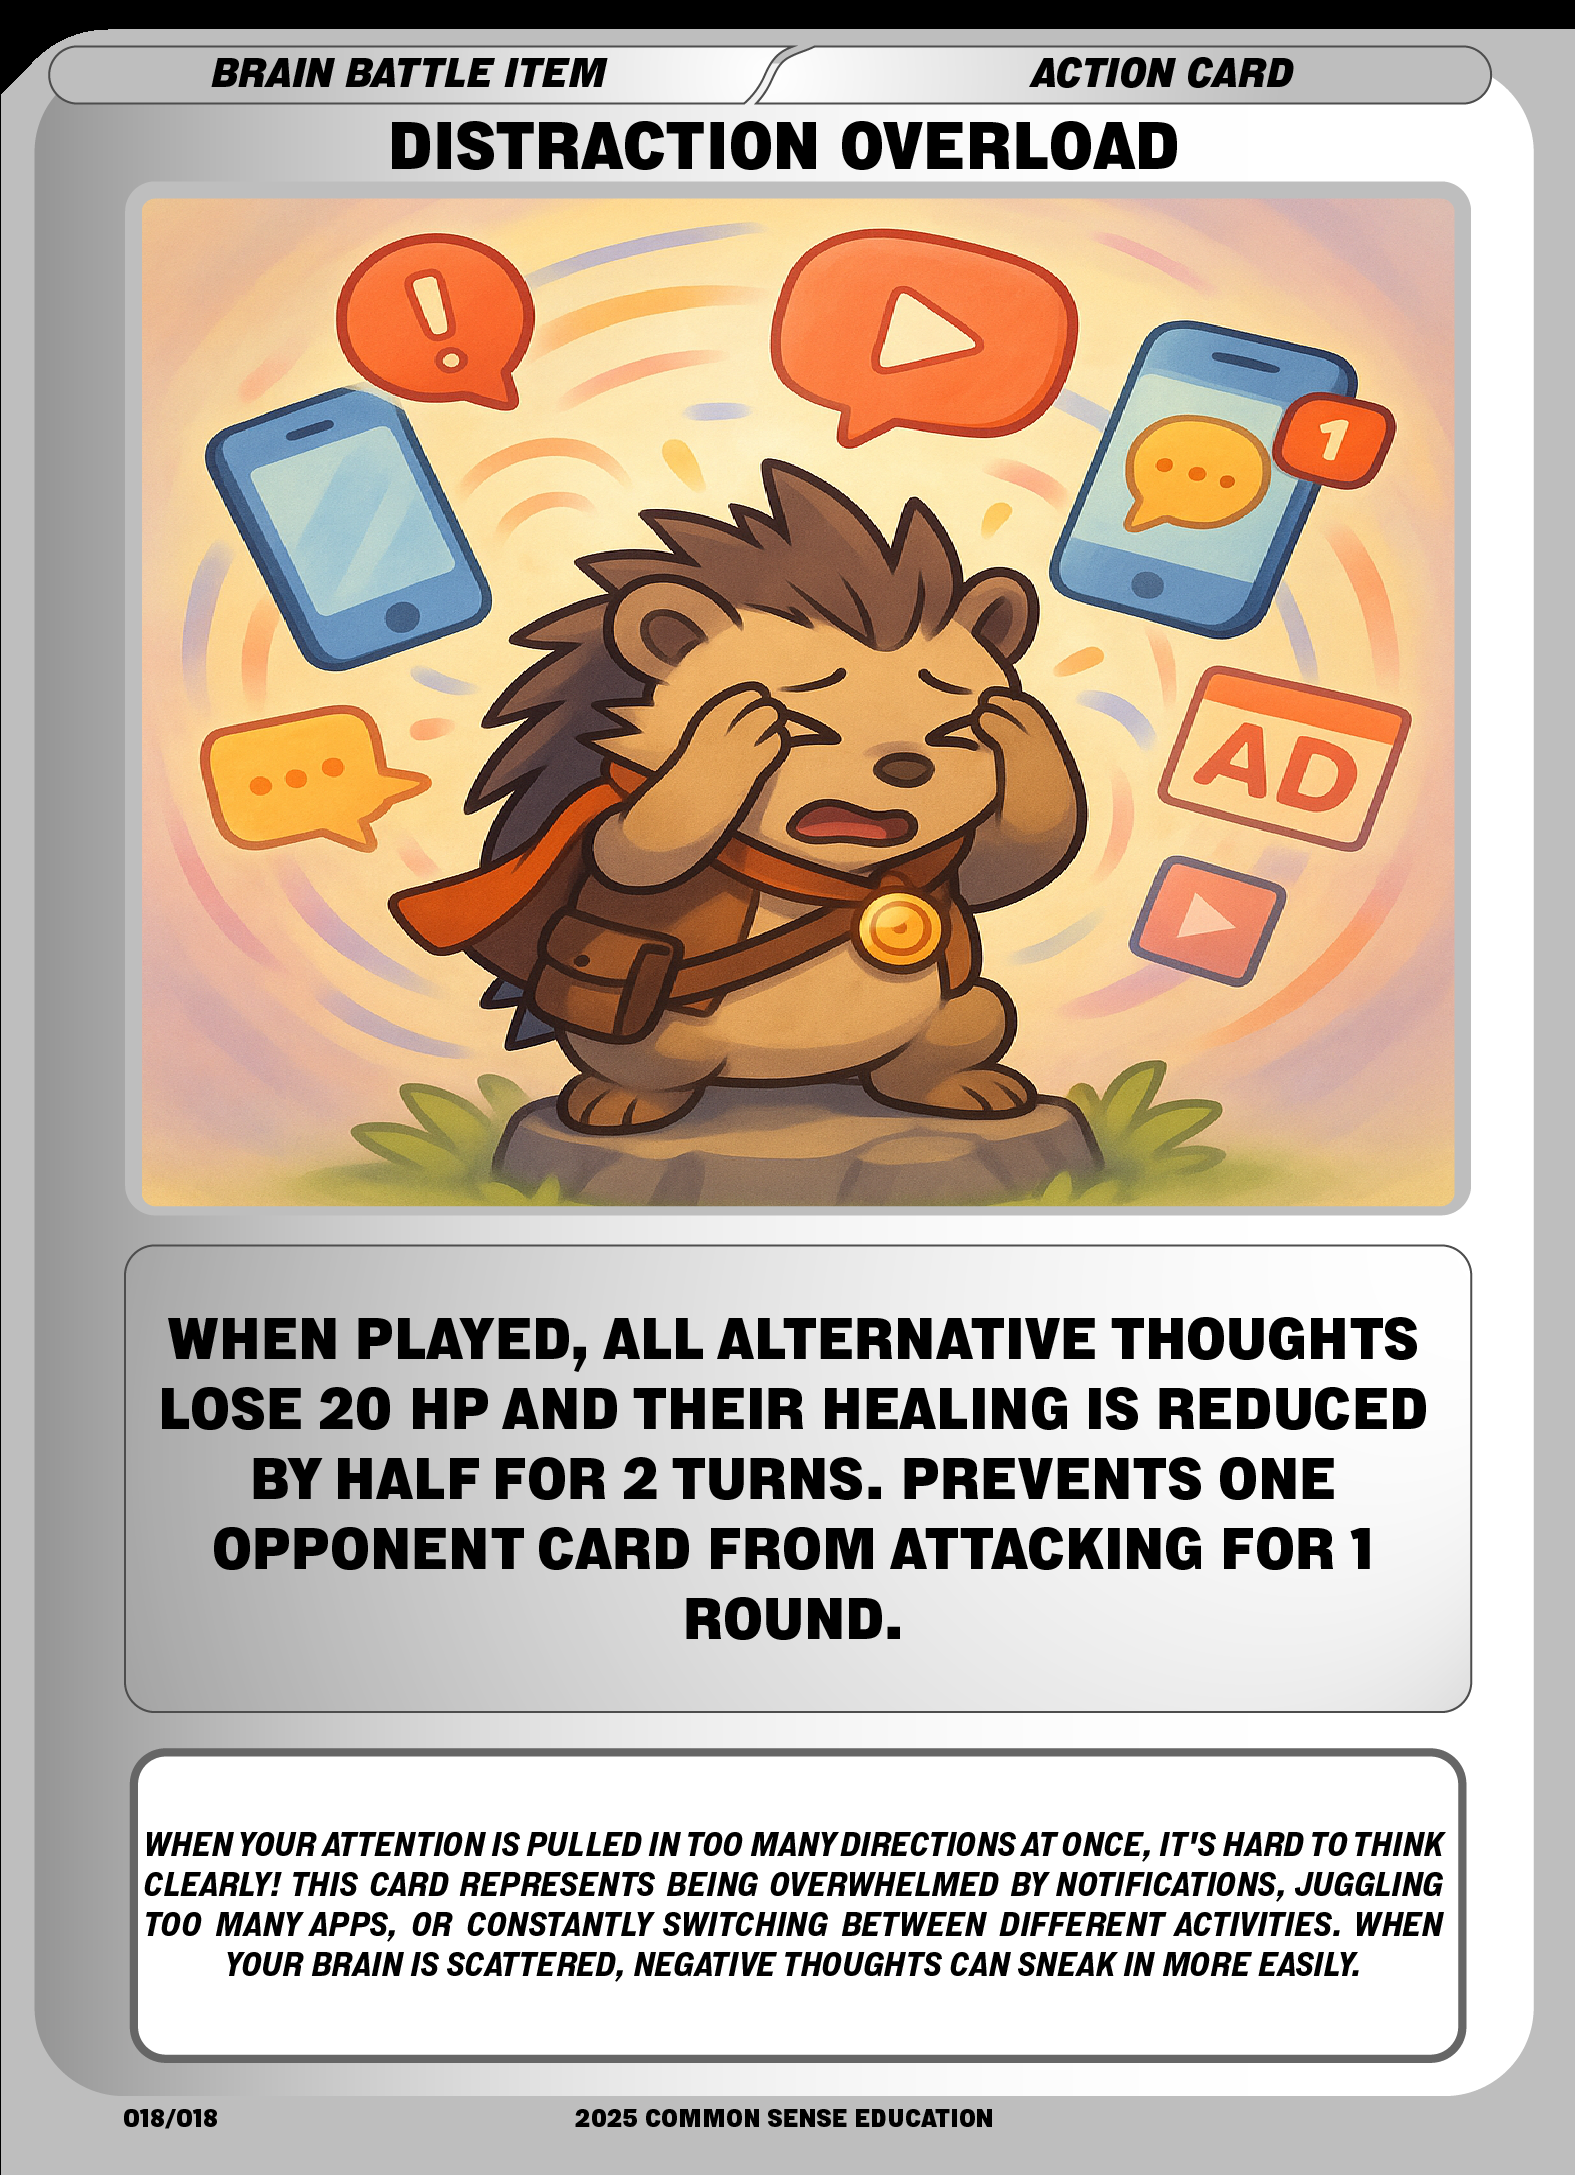 BRAIN BATTLE ITEM
ACTION CARD
DISTRACTION OVERLOAD
1
AD
WHEN PLAYED, ALL ALTERNATIVE THOUGHTS
LOSE 20 HP AND THEIR HEALING IS REDUCED
BY HALF FOR 2 TURNS. PREVENTS ONE
OPPONENT CARD FROM ATTACKING FOR 1
ROUND.
WHEN YOUR ATTENTION IS PULLED IN TOO MANY DIRECTIONS AT ONCE, IT'S HARD TO THINK
CLEARLY! THIS CARD REPRESENTS BEING OVERWHELMED BY NOTIFICATIONS, JUGGLING
TOO MANY APPS, OR CONSTANTLY SWITCHING BETWEEN DIFFERENT ACTIVITIES. WHEN
YOUR BRAIN IS SCATTERED, NEGATIVE THOUGHTS CAN SNEAK IN MORE EASILY.
018/018
2025 COMMON SENSE EDUCATION